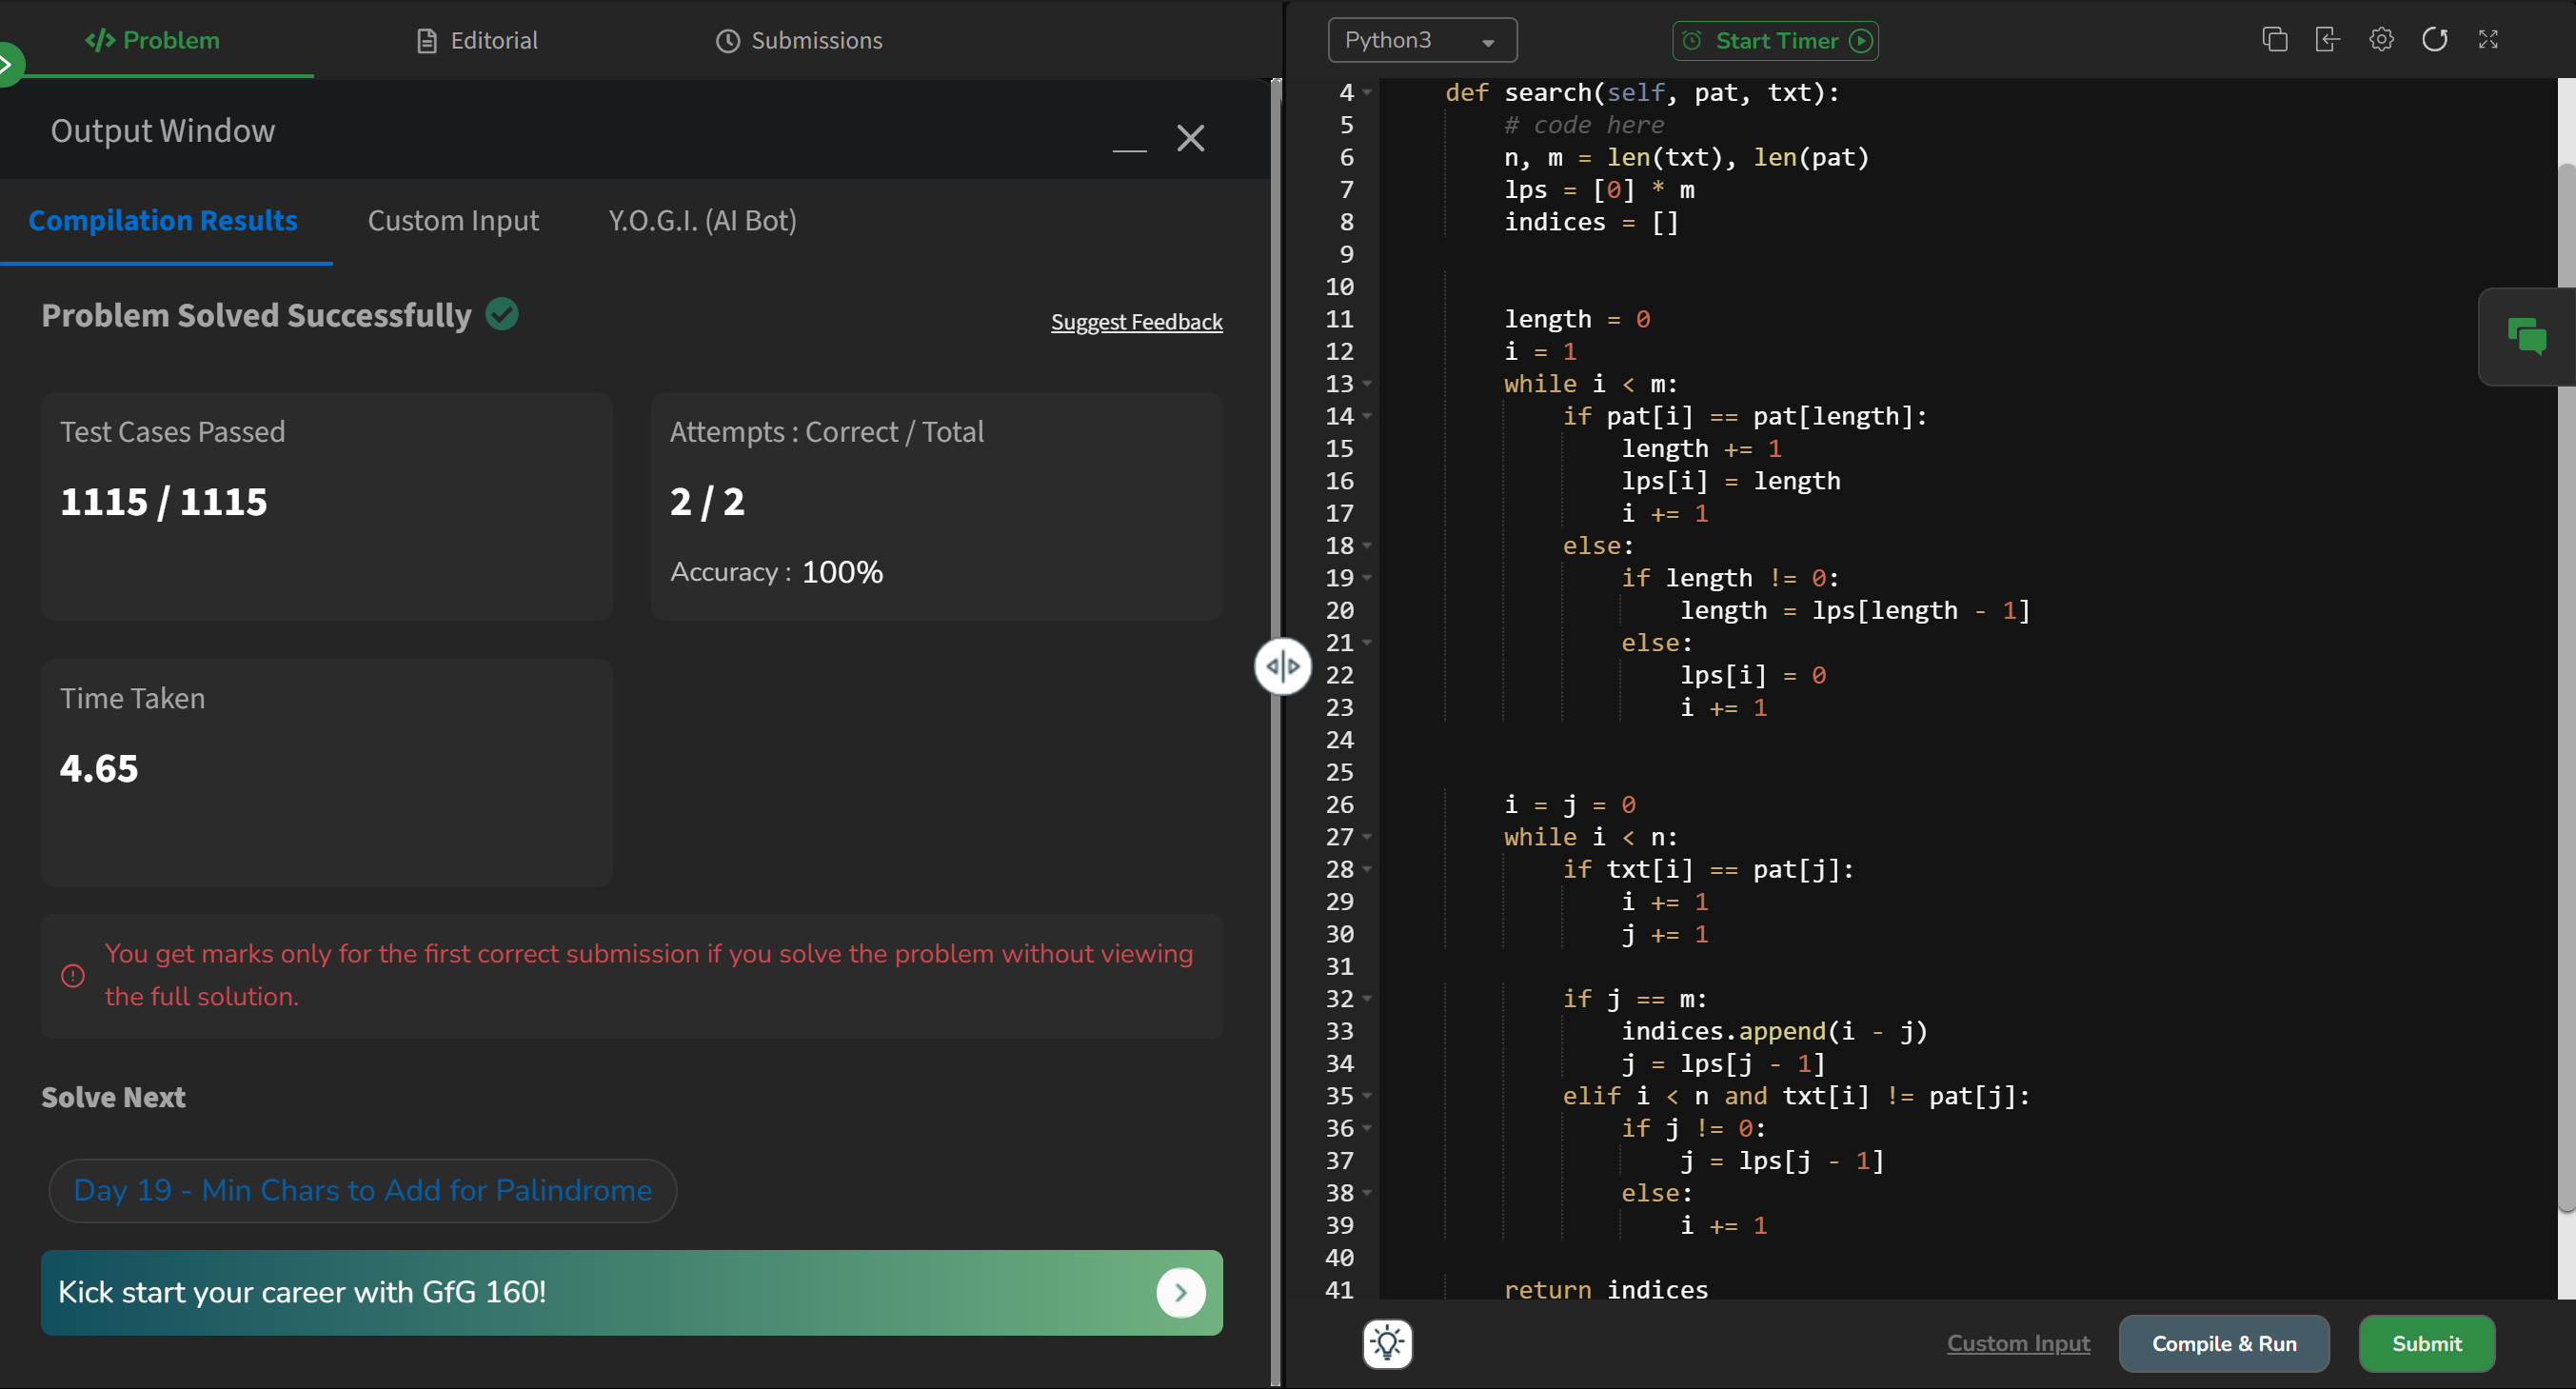 </> Problem
Editorial
Submissions
Output Window
Compilation Results
Custom Input
Y.O.G.I. (AI Bot)
Problem Solved Successfully
Suggest Feedback
Test Cases Passed
1115 / 1115
Attempts : Correct / Total
2 / 2
Accuracy : 100%
Time Taken
4.65
You get marks only for the first correct submission if you solve the problem without viewing
the full solution.
Solve Next
Day 19 - Min Chars to Add for Palindrome
Kick start your career with GfG 160!
Python3
Start Timer
4     def search(self, pat, txt):
5         # code here
6         n, m = len(txt), len(pat)
7         lps = [0] * m
8         indices = []
9
10
11         length = 0
12         i = 1
13         while i < m:
14             if pat[i] == pat[length]:
15                 length += 1
16                 lps[i] = length
17                 i += 1
18             else:
19                 if length != 0:
20                     length = lps[length - 1]
21                 else:
22                     lps[i] = 0
23                     i += 1
24
25
26         i = j = 0
27         while i < n:
28             if txt[i] == pat[j]:
29                 i += 1
30                 j += 1
31
32             if j == m:
33                 indices.append(i - j)
34                 j = lps[j - 1]
35             elif i < n and txt[i] != pat[j]:
36                 if j != 0:
37                     j = lps[j - 1]
38                 else:
39                     i += 1
40
41         return indices
Custom Input
Compile & Run
Submit